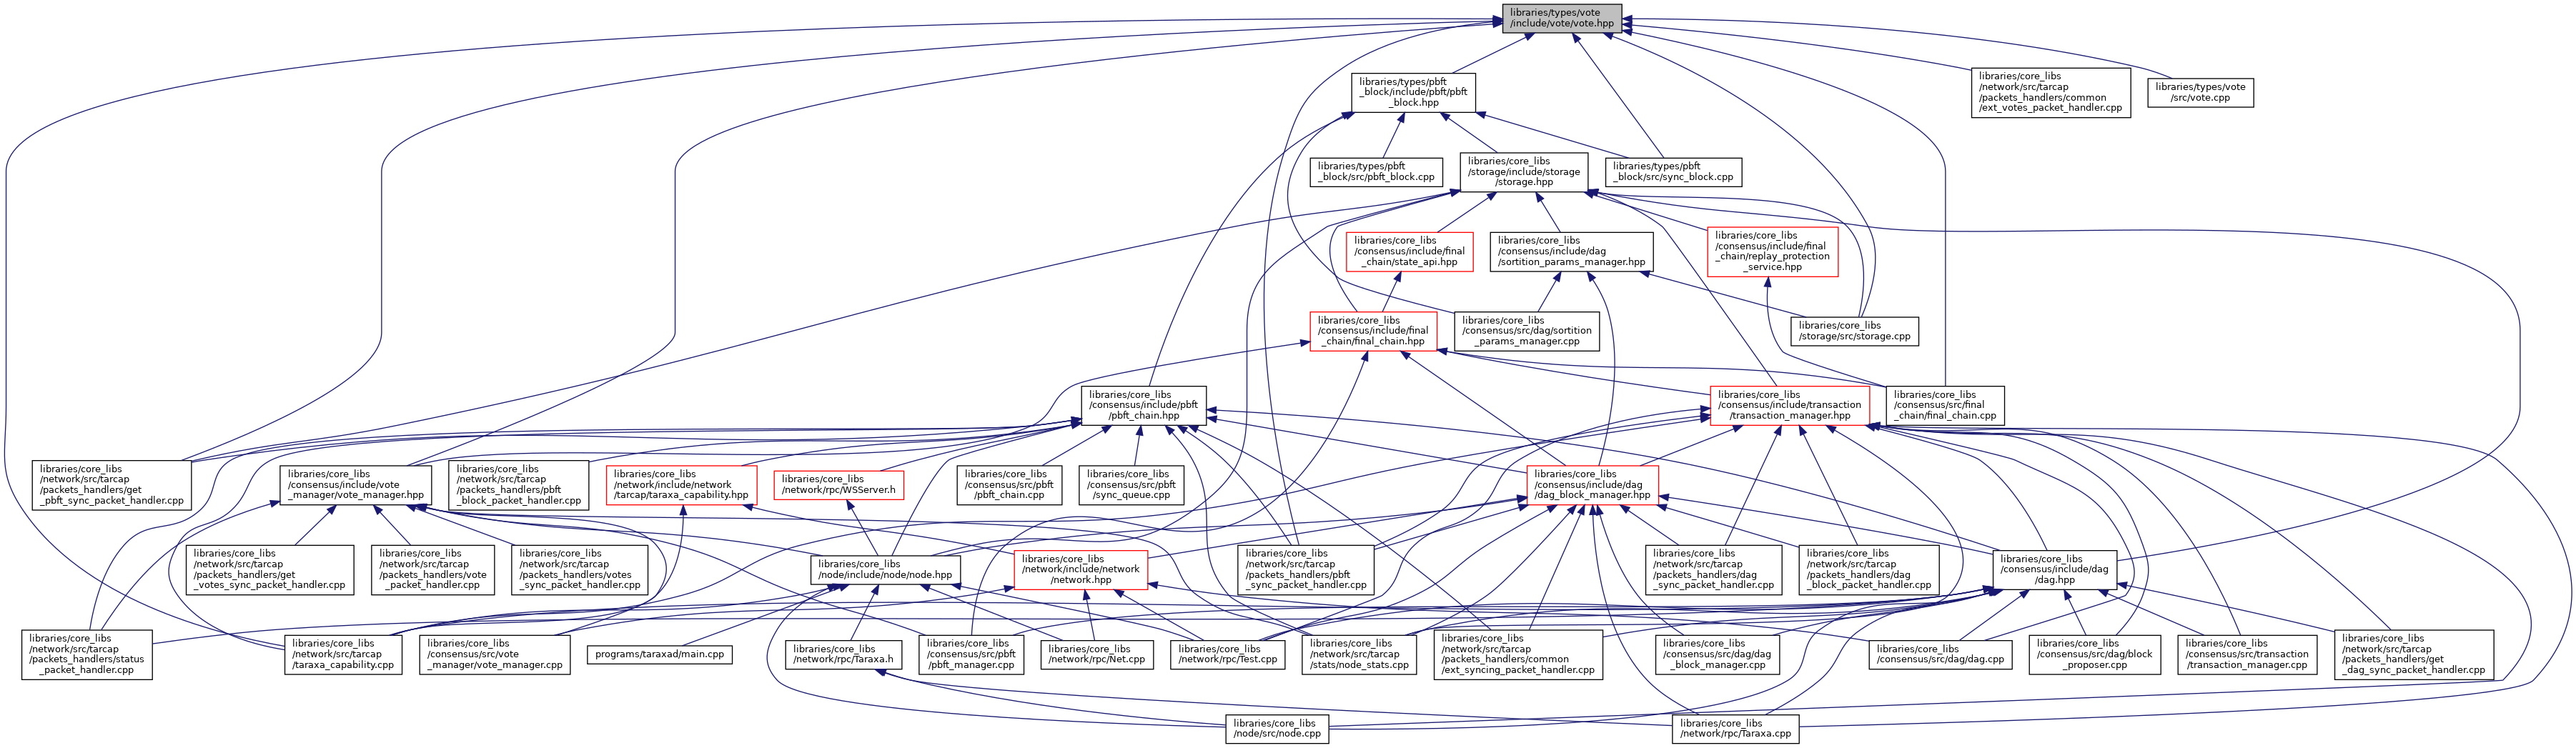 libraries/types/vote
/include/vote/vote.hpp
libraries/types/pbft
_block/include/pbft/pbft
_block.hpp
libraries/core_libs
/network/src/tarcap
/packets_handlers/common
/ext_votes_packet_handler.cpp
libraries/types/vote
/src/vote.cpp
libraries/types/pbft
_block/src/pbft_block.cpp
libraries/core_libs
/storage/include/storage
/storage.hpp
libraries/types/pbft
_block/src/sync_block.cpp
libraries/core_libs
/consensus/include/final
_chain/state_api.hpp
libraries/core_libs
/consensus/include/dag
/sortition_params_manager.hpp
libraries/core_libs
/consensus/include/final
_chain/replay_protection
_service.hpp
libraries/core_libs
/consensus/include/final
_chain/final_chain.hpp
libraries/core_libs
/consensus/src/dag/sortition
_params_manager.cpp
libraries/core_libs
/storage/src/storage.cpp
libraries/core_libs
/consensus/include/pbft
/pbft_chain.hpp
libraries/core_libs
/consensus/include/transaction
/transaction_manager.hpp
libraries/core_libs
/consensus/src/final
_chain/final_chain.cpp
libraries/core_libs
/network/src/tarcap
/packets_handlers/get
_pbft_sync_packet_handler.cpp
libraries/core_libs
/consensus/include/vote
_manager/vote_manager.hpp
libraries/core_libs
/network/src/tarcap
/packets_handlers/pbft
_block_packet_handler.cpp
libraries/core_libs
/network/include/network
/tarcap/taraxa_capability.hpp
libraries/core_libs
/network/rpc/WSServer.h
libraries/core_libs
/consensus/src/pbft
/pbft_chain.cpp
libraries/core_libs
/consensus/src/pbft
/sync_queue.cpp
libraries/core_libs
/consensus/include/dag
/dag_block_manager.hpp
libraries/core_libs
/network/src/tarcap
/packets_handlers/get
_votes_sync_packet_handler.cpp
libraries/core_libs
/network/src/tarcap
/packets_handlers/vote
_packet_handler.cpp
libraries/core_libs
/network/src/tarcap
/packets_handlers/votes
_sync_packet_handler.cpp
libraries/core_libs
/node/include/node/node.hpp
libraries/core_libs
/network/include/network
/network.hpp
libraries/core_libs
/network/src/tarcap
/packets_handlers/pbft
_sync_packet_handler.cpp
libraries/core_libs
/network/src/tarcap
/packets_handlers/dag
_sync_packet_handler.cpp
libraries/core_libs
/network/src/tarcap
/packets_handlers/dag
_block_packet_handler.cpp
libraries/core_libs
/consensus/include/dag
/dag.hpp
libraries/core_libs
/network/src/tarcap
/packets_handlers/status
_packet_handler.cpp
libraries/core_libs
/network/src/tarcap
/taraxa_capability.cpp
libraries/core_libs
/consensus/src/vote
_manager/vote_manager.cpp
programs/taraxad/main.cpp
libraries/core_libs
/network/rpc/Taraxa.h
libraries/core_libs
/consensus/src/pbft
/pbft_manager.cpp
libraries/core_libs
/network/rpc/Net.cpp
libraries/core_libs
/network/rpc/Test.cpp
libraries/core_libs
/network/src/tarcap
/stats/node_stats.cpp
libraries/core_libs
/network/src/tarcap
/packets_handlers/common
/ext_syncing_packet_handler.cpp
libraries/core_libs
/consensus/src/dag/dag
_block_manager.cpp
libraries/core_libs
/consensus/src/dag/dag.cpp
libraries/core_libs
/consensus/src/dag/block
_proposer.cpp
libraries/core_libs
/consensus/src/transaction
/transaction_manager.cpp
libraries/core_libs
/network/src/tarcap
/packets_handlers/get
_dag_sync_packet_handler.cpp
libraries/core_libs
/node/src/node.cpp
libraries/core_libs
/network/rpc/Taraxa.cpp